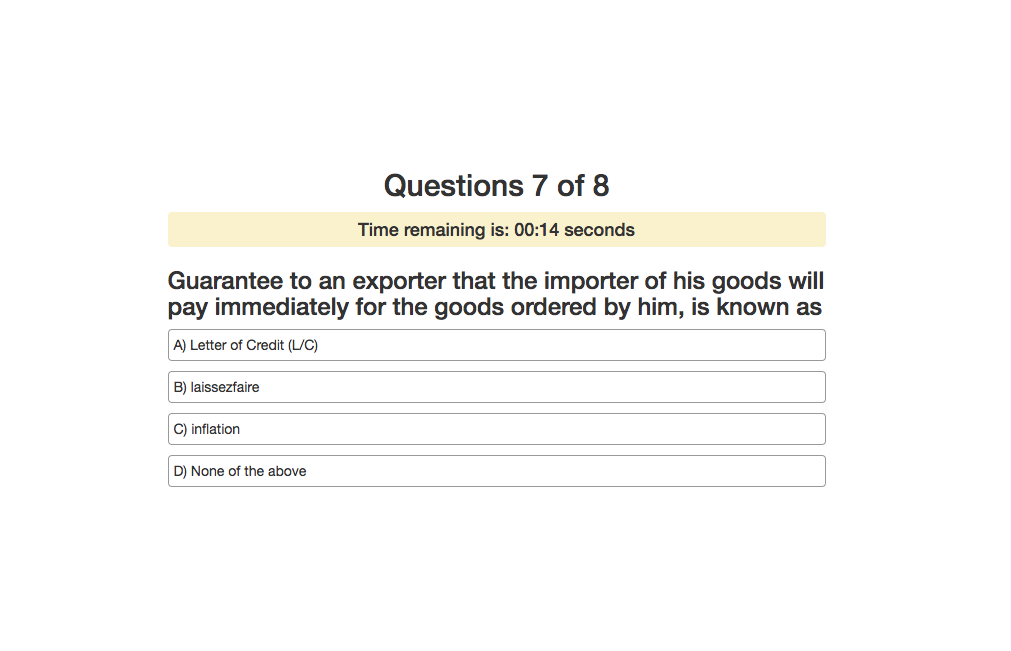 Questions 7 of 8
Time remaining is: 00:14 seconds
Guarantee to an exporter that the importer of his goods will
pay immediately for the goods ordered by him, is known as
A) Letter of Credit (L/C)
B) laissezfaire
C) inflation
D) None of the above